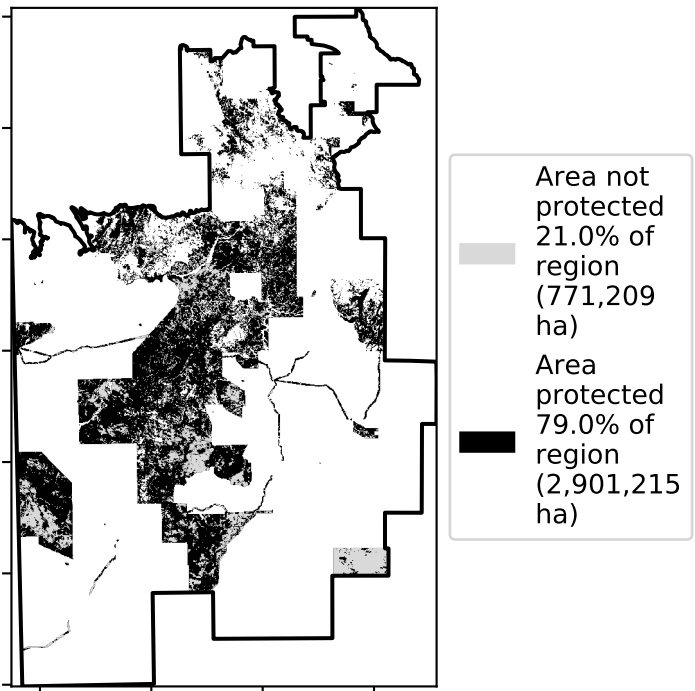 Area not
protected
21.0% of
region
(771,209
ha)
Area
protected
79.0% of
region
(2,901,215
ha)